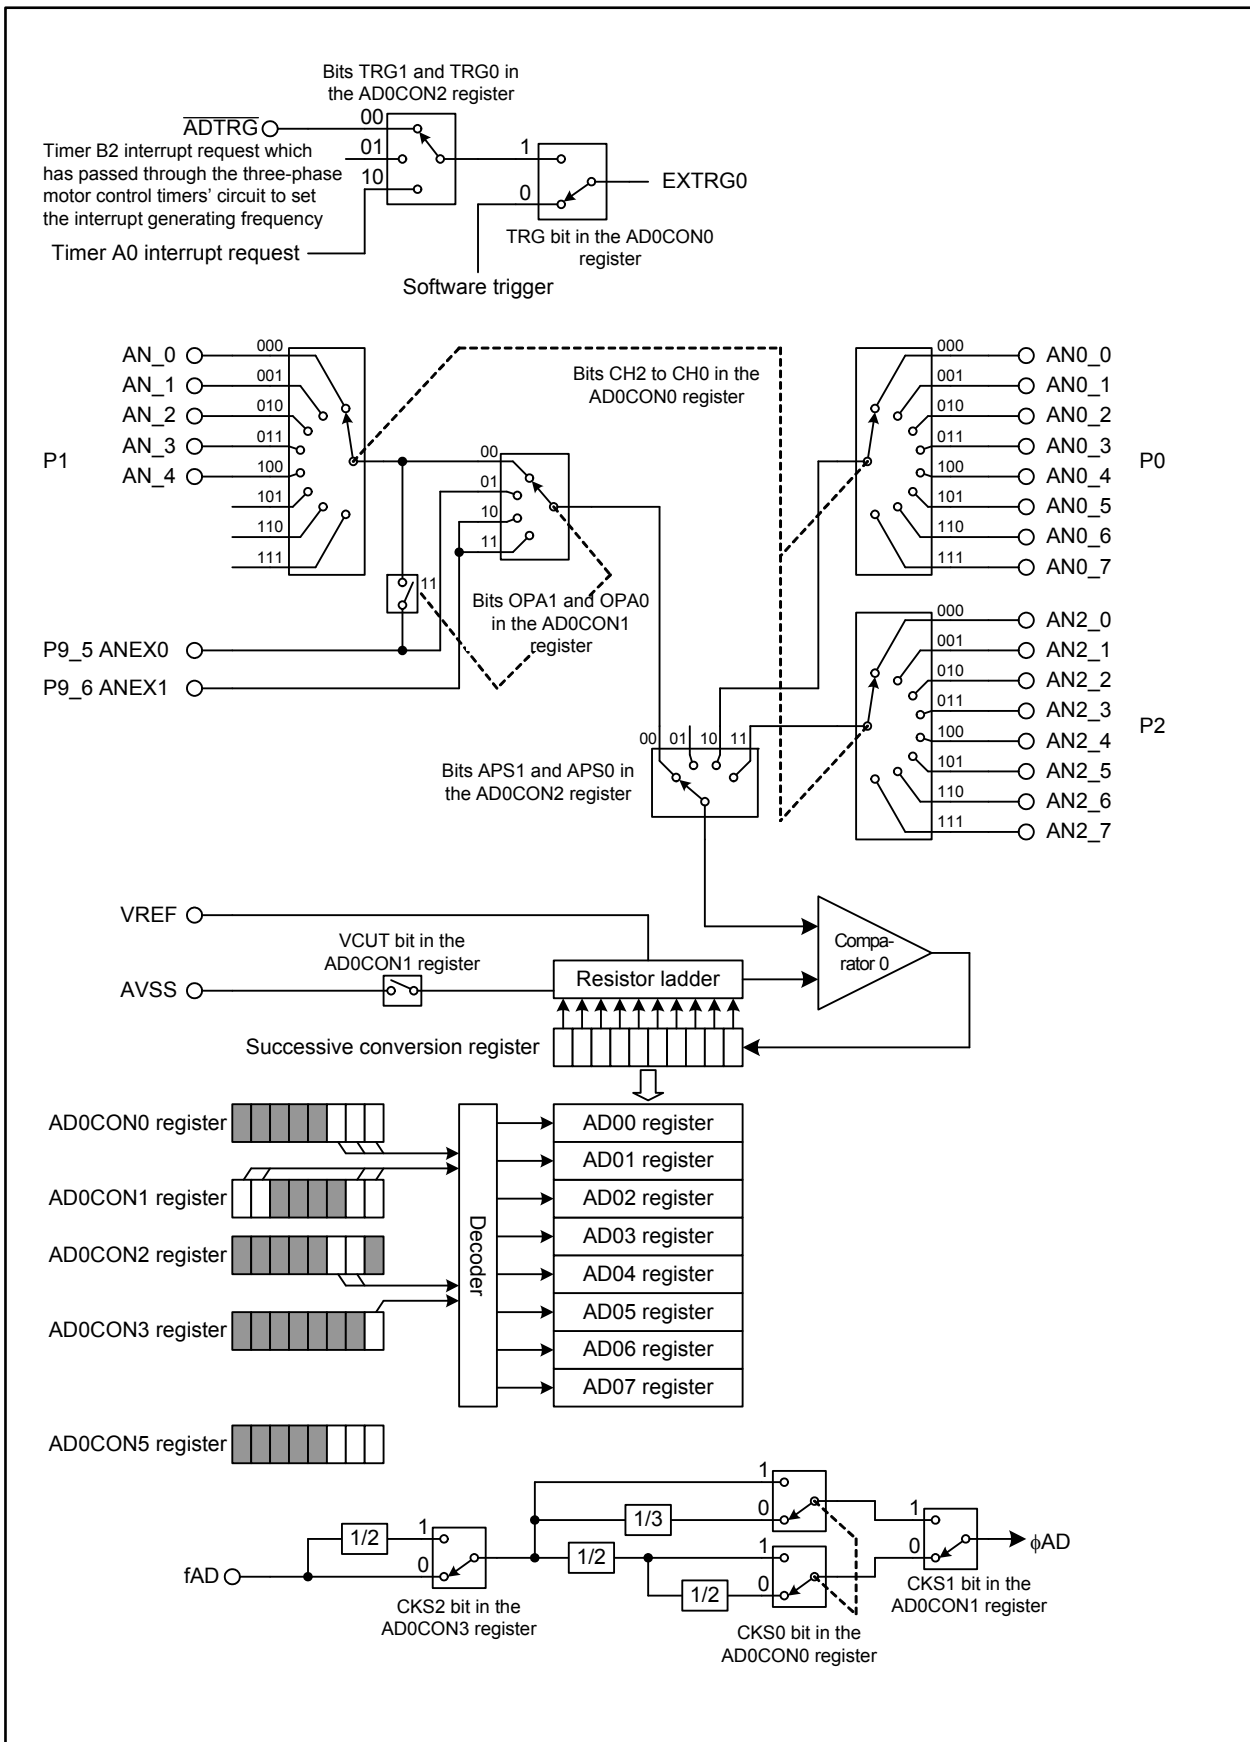 Bits TRG1 and TRG0 in
the AD0CON2 register
ADTRG
00
01
10
Timer B2 interrupt request which
has passed through the three-phase
motor control timers' circuit to set
the interrupt generating frequency
Timer A0 interrupt request
1
0
EXTRG0
TRG bit in the AD0CON0
register
Software trigger
P1
AN_0
AN_1
AN_2
AN_3
AN_4
000
001
010
011
100
101
110
111
Bits CH2 to CH0 in the
AD0CON0 register
00
01
10
11
11
Bits OPA1 and OPA0
in the AD0CON1
register
P9_5 ANEX0
P9_6 ANEX1
000
001
010
011
100
101
110
111
AN0_0
AN0_1
AN0_2
AN0_3
AN0_4
AN0_5
AN0_6
AN0_7
P0
000
001
010
011
100
101
110
111
AN2_0
AN2_1
AN2_2
AN2_3
AN2_4
AN2_5
AN2_6
AN2_7
P2
00
01
10
11
Bits APS1 and APS0 in
the AD0CON2 register
VREF
VCUT bit in the
AD0CON1 register
AVSS
Resistor ladder
Compa-
rator 0
Successive conversion register
AD0CON0 register
AD0CON1 register
AD0CON2 register
AD0CON3 register
AD0CON5 register
Decoder
AD00 register
AD01 register
AD02 register
AD03 register
AD04 register
AD05 register
AD06 register
AD07 register
fAD
1/2
1
0
CKS2 bit in the
AD0CON3 register
1/3
1/2
1/2
1
0
1
0
CKS0 bit in the
AD0CON0 register
1
0
CKS1 bit in the
AD0CON1 register
ϕAD